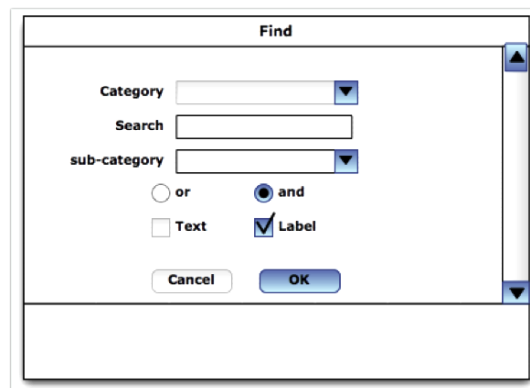 Find
Category
Search
sub-category
or and
Text Label
Cancel OK